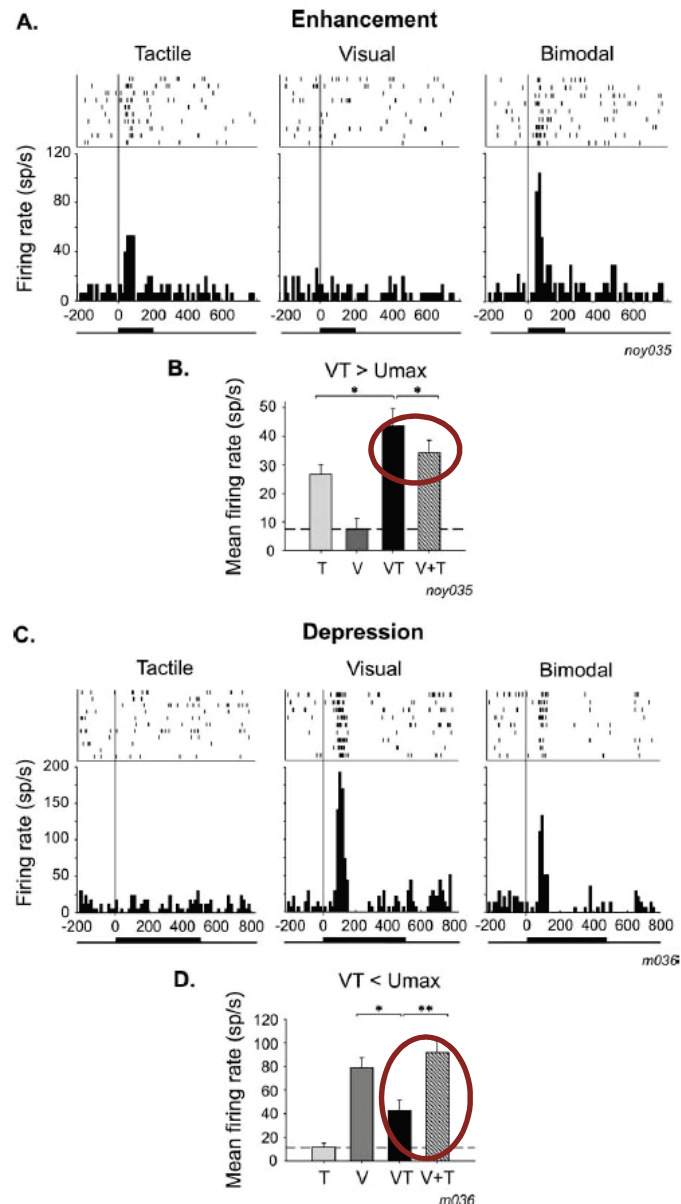 A. Enhancement
Tactile Visual Bimodal
Firing rate (sp/s)
120
80
40
0
-200 0 200 400 600
-200 0 200 400 600
-200 0 200 400 600
noy035
B.
VT > Umax
* *
Mean firing rate (sp/s)
50
40
30
20
10
0
T V VT V+T
noy035
C. Depression
Tactile Visual Bimodal
Firing rate (sp/s)
200
150
100
50
0
-200 0 200 400 600 800
-200 0 200 400 600 800
-200 0 200 400 600 800
m036
D.
VT < Umax
* **
Mean firing rate (sp/s)
120
100
80
60
40
20
0
T V VT V+T
m036